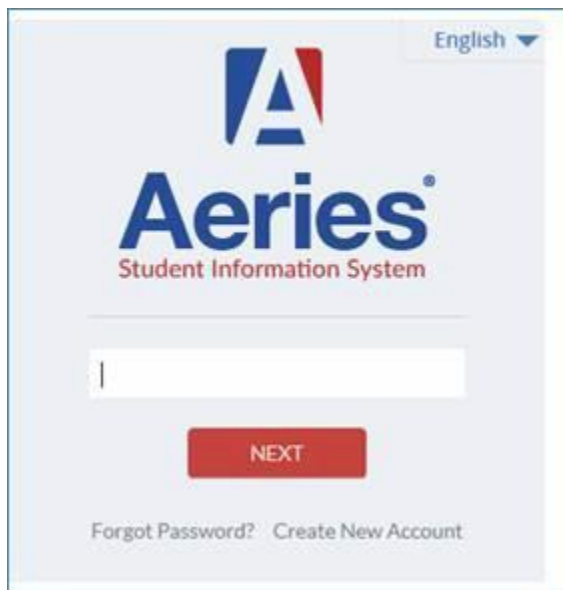 English
A
Aeries®
Student Information System
NEXT
Forgot Password? Create New Account